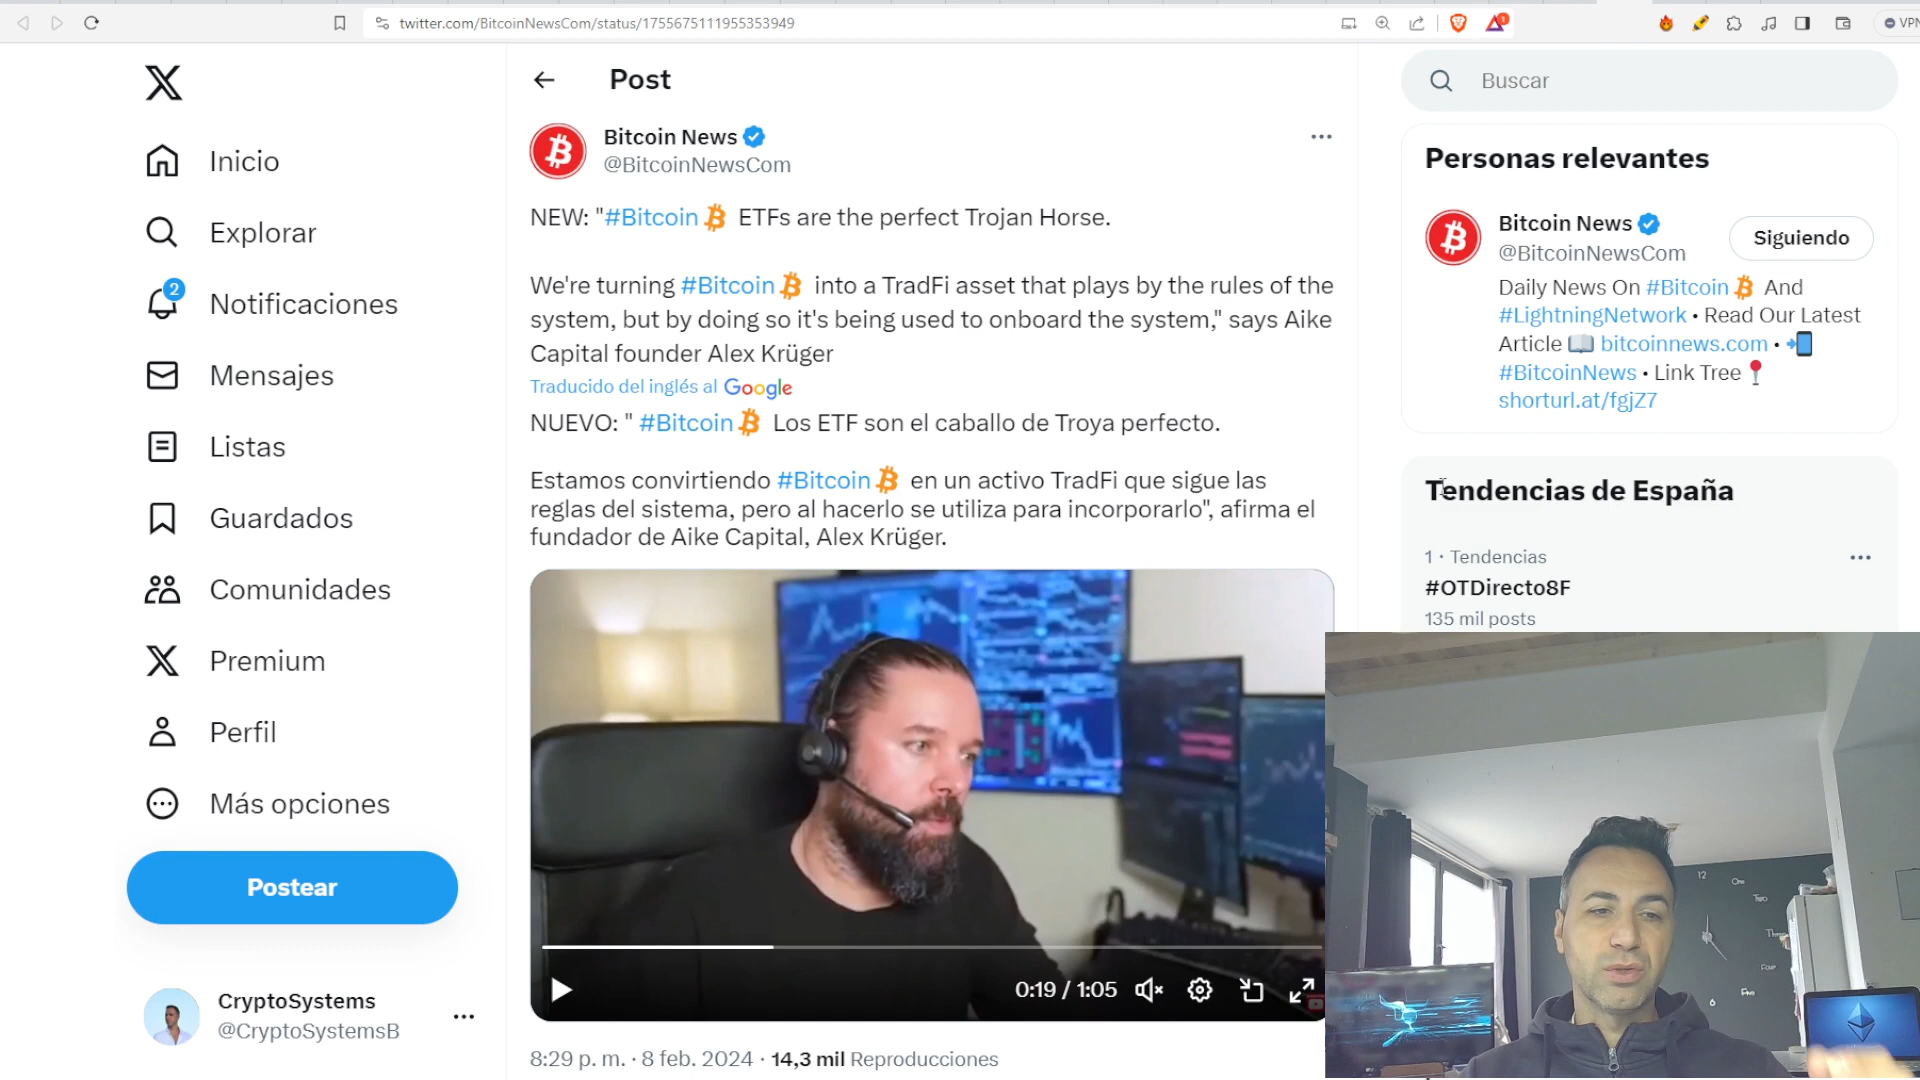 twitter.com/BitcoinNewsCom/status/1755675111955353949
1
VPN
Inicio
Explorar
2
Notificaciones
Mensajes
Listas
Guardados
Comunidades
Premium
Perfil
Más opciones
Postear
CryptoSystems
@CryptoSystemsB
Post
Bitcoin News
@BitcoinNewsCom
NEW: "#Bitcoin ETFs are the perfect Trojan Horse.
We're turning #Bitcoin into a TradFi asset that plays by the rules of the
system, but by doing so it's being used to onboard the system," says Aike
Capital founder Alex Krüger
Traducido del inglés al Google
NUEVO: " #Bitcoin Los ETF son el caballo de Troya perfecto.
Estamos convirtiendo #Bitcoin en un activo TradFi que sigue las
reglas del sistema, pero al hacerlo se utiliza para incorporarlo", afirma el
fundador de Aike Capital, Alex Krüger.
0:19 / 1:05
8:29 p. m. · 8 feb. 2024 · 14,3 mil Reproducciones
Buscar
Personas relevantes
Bitcoin News
@BitcoinNewsCom
Siguiendo
Daily News On #Bitcoin And
#LightningNetwork • Read Our Latest
Article bitcoinnews.com •
#BitcoinNews • Link Tree
shorturl.at/fgjZ7
Tendencias de España
1 · Tendencias
#OTDirecto8F
135 mil posts
12
One
Two
Three
Four
Five
6